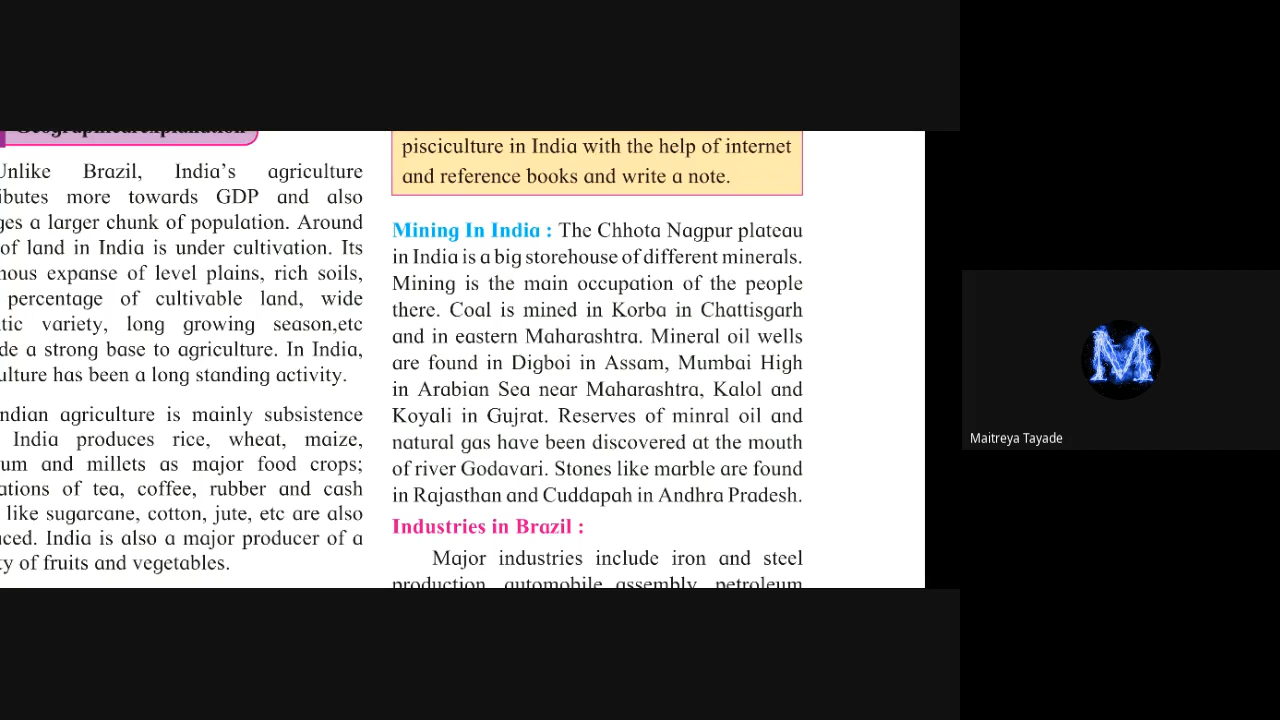 Geographical explanation
Unlike Brazil, India's agriculture
ibutes more towards GDP and also
ges a larger chunk of population. Around
of land in India is under cultivation. Its
nous expanse of level plains, rich soils,
percentage of cultivable land, wide
tic variety, long growing season,etc
de a strong base to agriculture. In India,
ulture has been a long standing activity.
ndian agriculture is mainly subsistence
India produces rice, wheat, maize,
um and millets as major food crops;
ations of tea, coffee, rubber and cash
like sugarcane, cotton, jute, etc are also
uced. India is also a major producer of a
ty of fruits and vegetables.
pisciculture in India with the help of internet
and reference books and write a note.
Mining In India : The Chhota Nagpur plateau
in India is a big storehouse of different minerals.
Mining is the main occupation of the people
there. Coal is mined in Korba in Chattisgarh
and in eastern Maharashtra. Mineral oil wells
are found in Digboi in Assam, Mumbai High
in Arabian Sea near Maharashtra, Kalol and
Koyali in Gujrat. Reserves of minral oil and
natural gas have been discovered at the mouth
of river Godavari. Stones like marble are found
in Rajasthan and Cuddapah in Andhra Pradesh.
Industries in Brazil :
Major industries include iron and steel
production, automobile assembly, petroleum
Maitreya Tayade